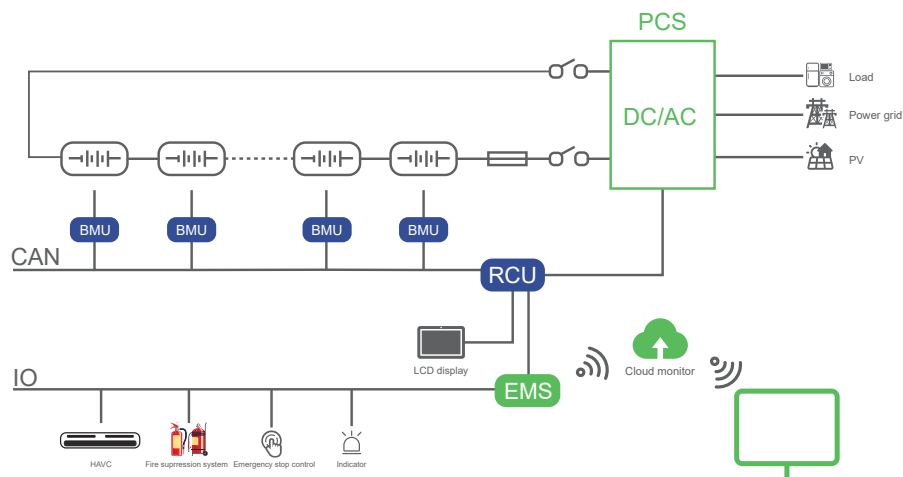 PCS
DC/AC
Load
Power grid
PV
BMU
BMU
BMU
BMU
CAN
RCU
LCD display
Cloud monitor
IO
EMS
HAVC
Fire suprression system
Emergency stop control
Indicator